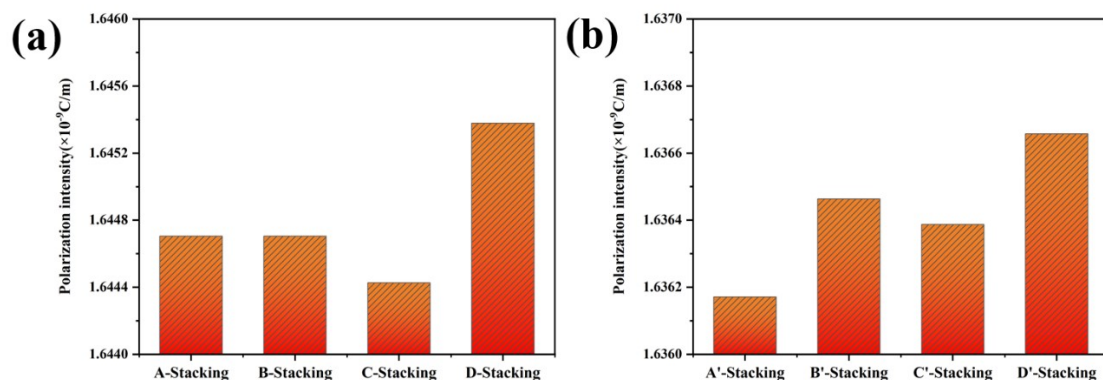 (a)
Polarization intensity(×10⁻⁹C/m)
1.6460
1.6456
1.6452
1.6448
1.6444
1.6440
A-Stacking B-Stacking C-Stacking D-Stacking
(b)
Polarization intensity(×10⁻⁹C/m)
1.6370
1.6368
1.6366
1.6364
1.6362
1.6360
A'-Stacking B'-Stacking C'-Stacking D'-Stacking